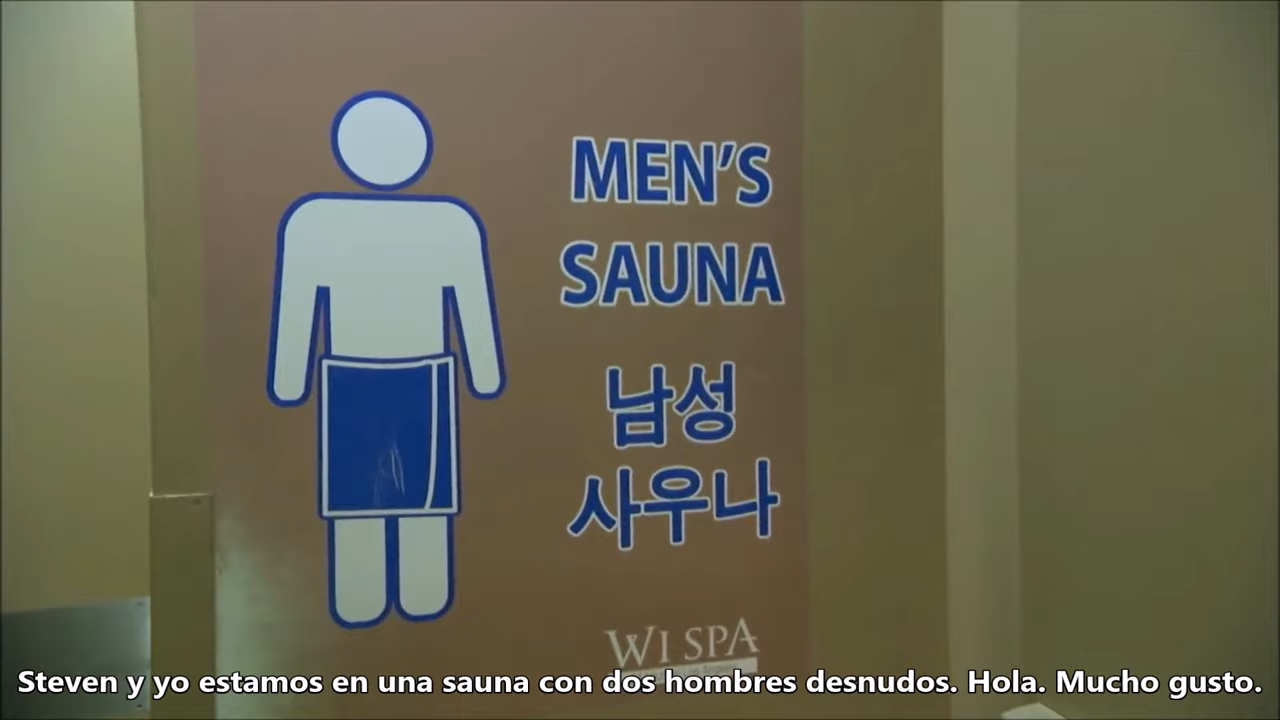 MEN'S
SAUNA
남성
사우나
WI SPA
Steven y yo estamos en una sauna con dos hombres desnudos. Hola. Mucho gusto.